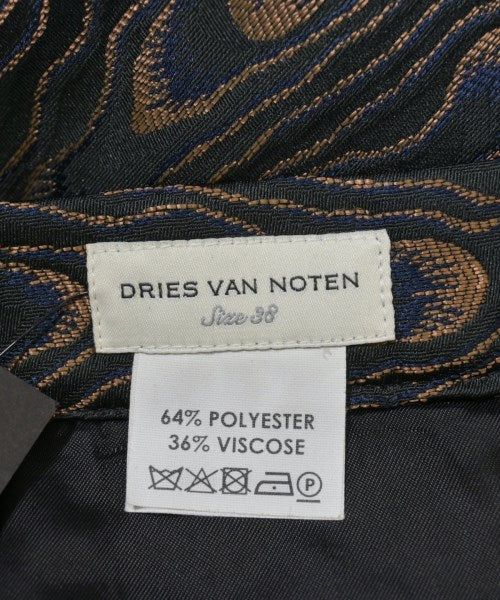 DRIES VAN NOTEN
Size 38
64% POLYESTER
36% VISCOSE
P